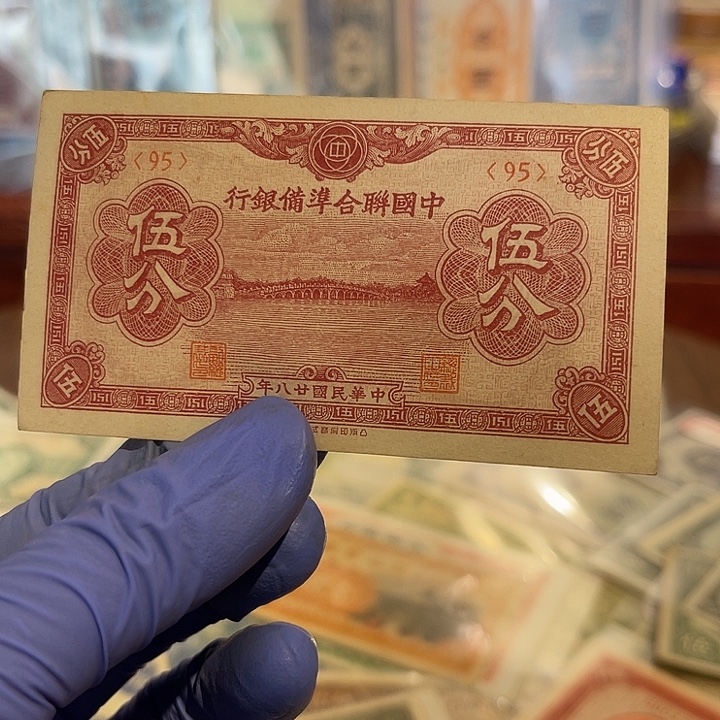 伍分
伍分
〈95〉
〈95〉
中國聯合準備銀行
伍分
伍分
中華民國廿八年
伍
伍